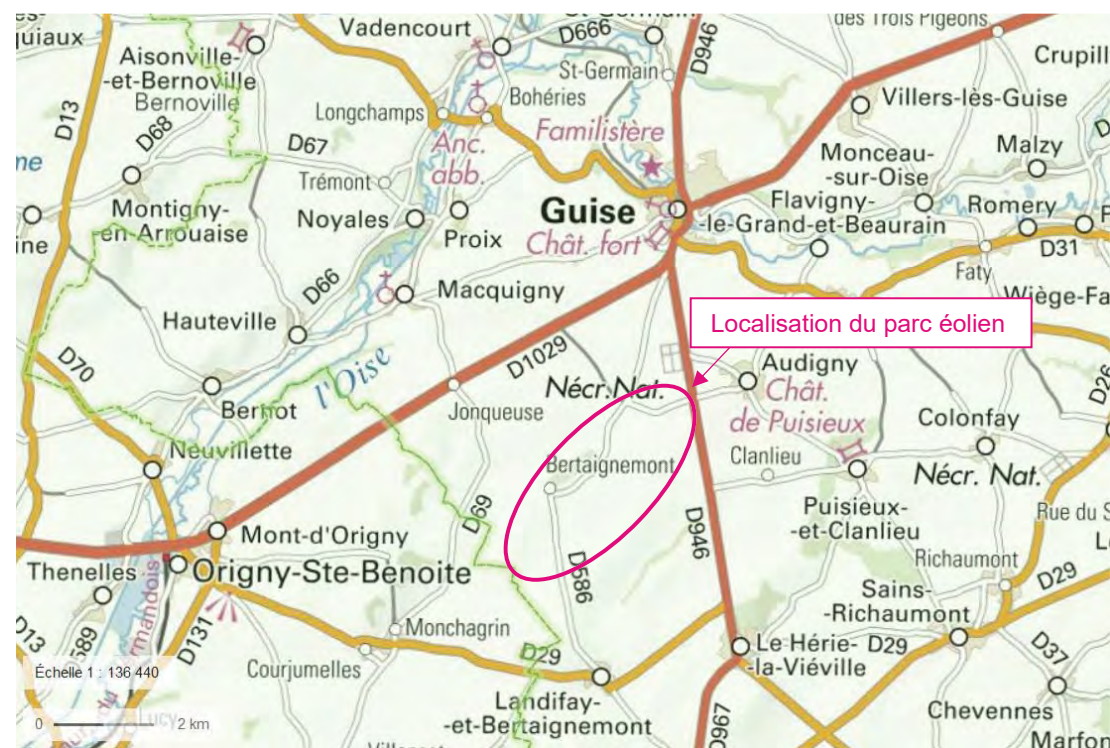 Vadencourt
D666
D946
des Trois Pigeons
Aisonville-
-et-Bernoville
Bernoville
St-Germain
Crupill
D13
D68
Longchamps
Bohéries
Villers-lès-Guise
D67
Anc.
abb.
Familistère
Monceau-
-sur-Oise
Malzy
Trémont
Montigny-
en-Arrouaise
Noyales
Proix
Guise
Chât. fort
Flavigny-
-le-Grand-et-Beaurain
Romery
D31
Faty
D66
Macquigny
Wiège-Fa
Hauteville
Localisation du parc éolien
D70
l'Oise
D1029
Audigny
Nécr. Nat.
Chât.
de Puisieux
D26
Bernot
Jonqueuse
Colonfay
Neuvillette
Bertaignemont
Clanlieu
Nécr. Nat.
D69
D946
Puisieux-
-et-Clanlieu
Rue du S
Mont-d'Origny
Richaumont
Thenelles
Origny-Ste-Benoite
D586
D29
Sains-
-Richaumont
D13
D131
Monchagrin
D29
Le Hérie-
-la-Viéville
D29
D37
Échelle 1 : 136 440
Courjumelles
Landifay-
-et-Bertaignemont
D967
Chevennes
0
2 km
Marfon